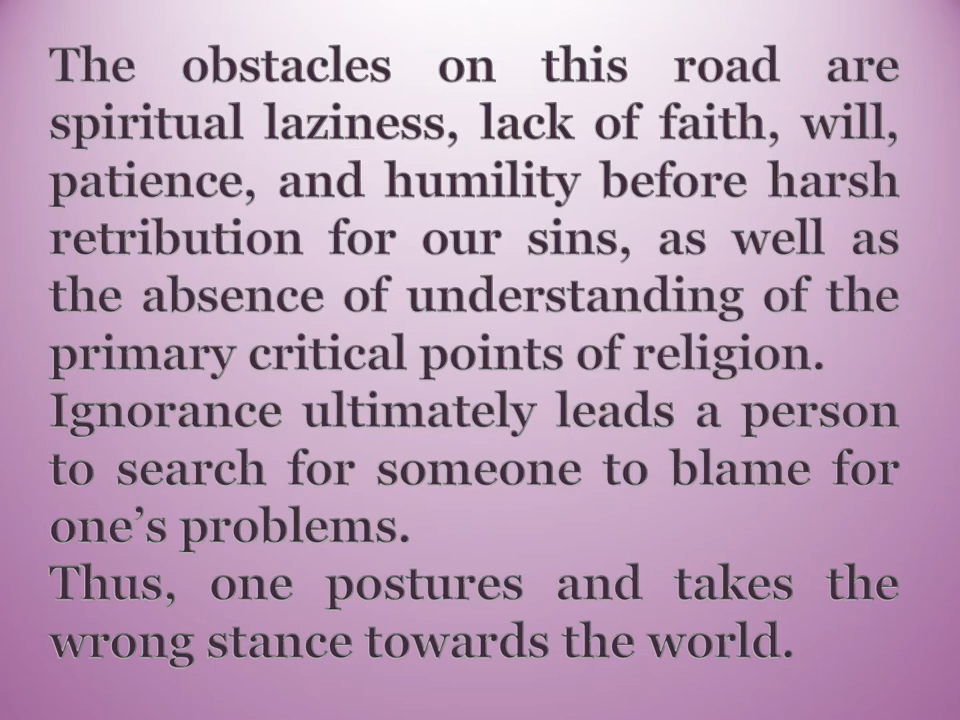 The obstacles on this road are
spiritual laziness, lack of faith, will,
patience, and humility before harsh
retribution for our sins, as well as
the absence of understanding of the
primary critical points of religion.
Ignorance ultimately leads a person
to search for someone to blame for
one’s problems.
Thus, one postures and takes the
wrong stance towards the world.